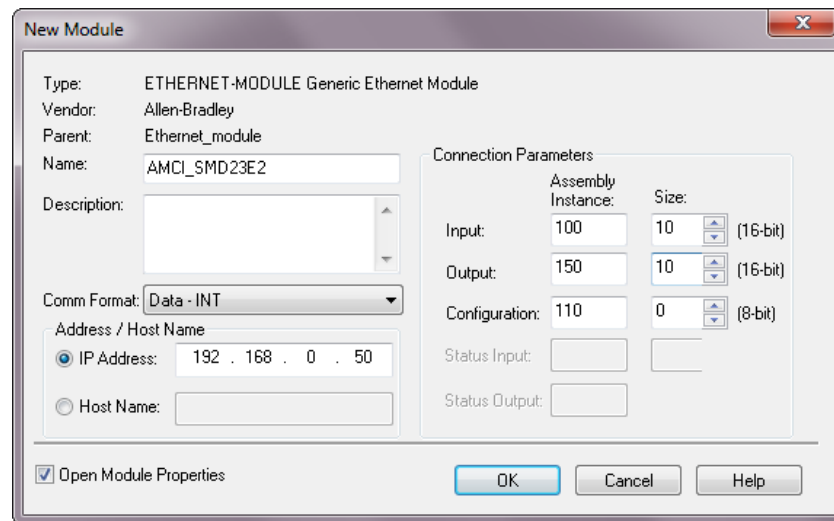 New Module
Type: ETHERNET-MODULE Generic Ethernet Module
Vendor: Allen-Bradley
Parent: Ethernet_module
Name: AMCI_SMD23E2
Description:
Comm Format: Data - INT
Address / Host Name
IP Address: 192 . 168 . 0 . 50
Host Name:
Connection Parameters
Assembly Instance: Size:
Input: 100 10 (16-bit)
Output: 150 10 (16-bit)
Configuration: 110 0 (8-bit)
Status Input:
Status Output:
Open Module Properties
OK Cancel Help